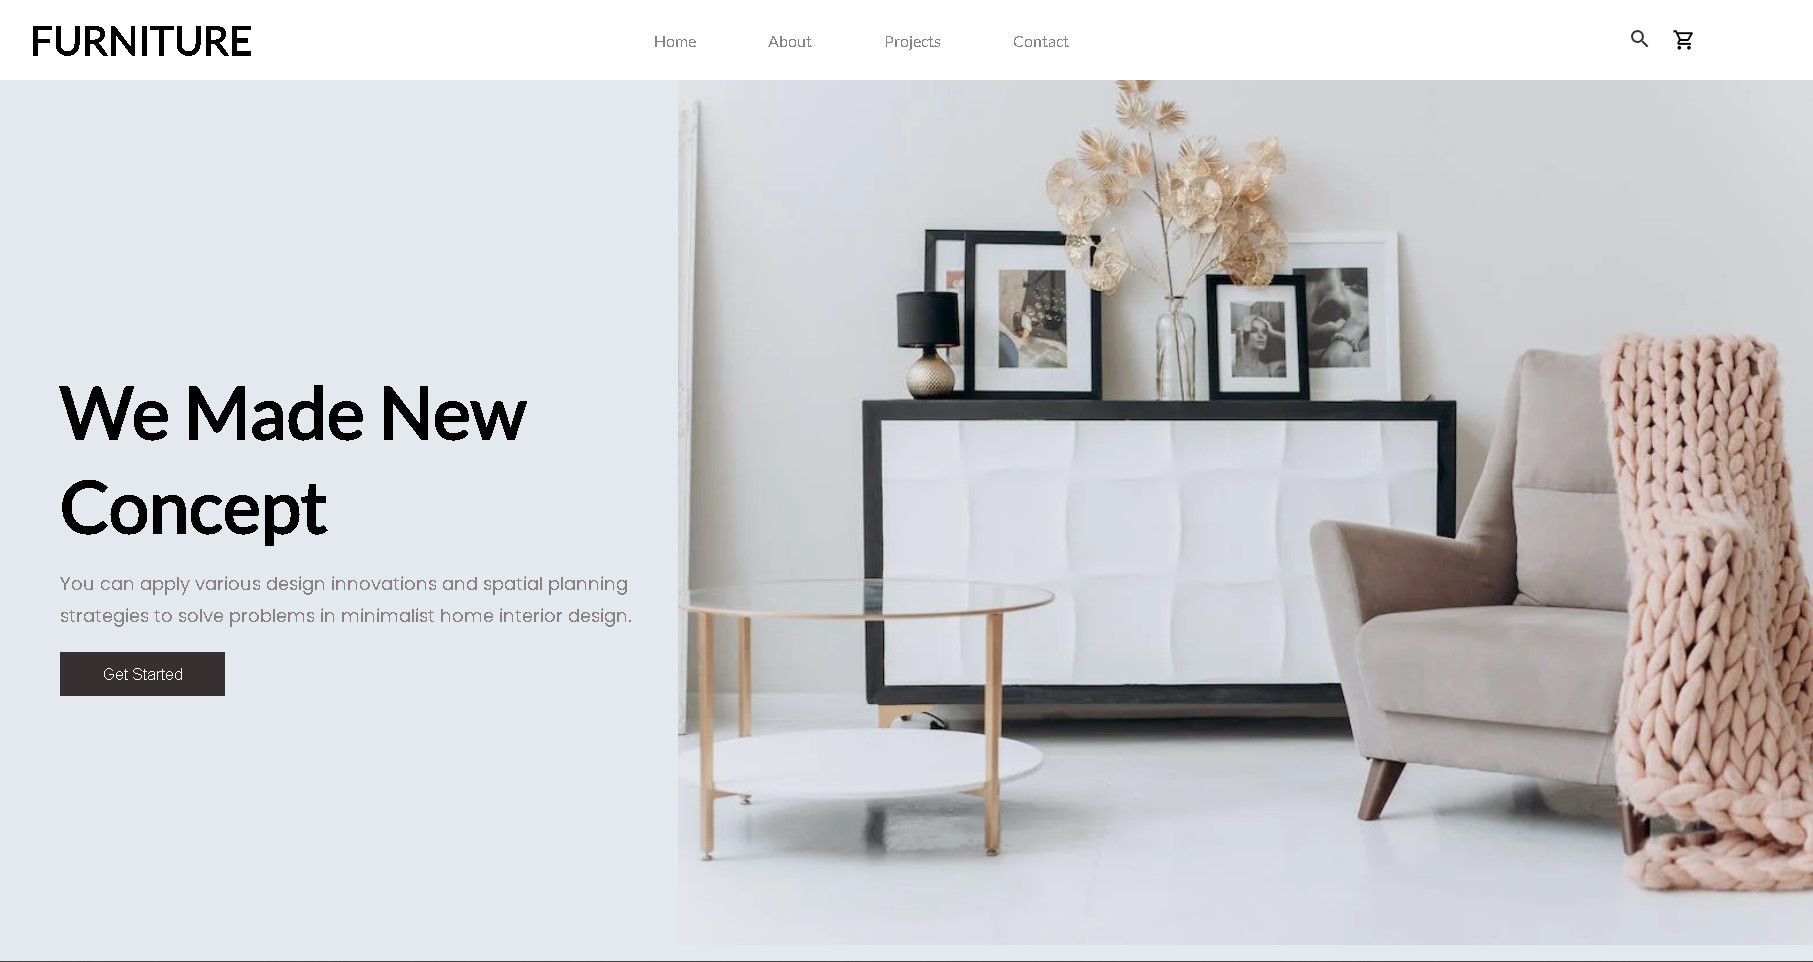 FURNITURE
Home About Projects Contact
We Made New
Concept
You can apply various design innovations and spatial planning
strategies to solve problems in minimalist home interior design.
Get Started